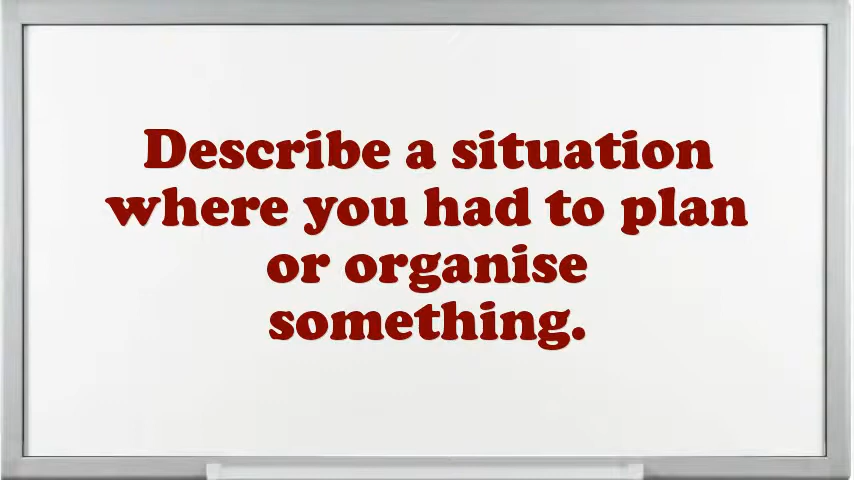 Describe a situation
where you had to plan
or organise
something.